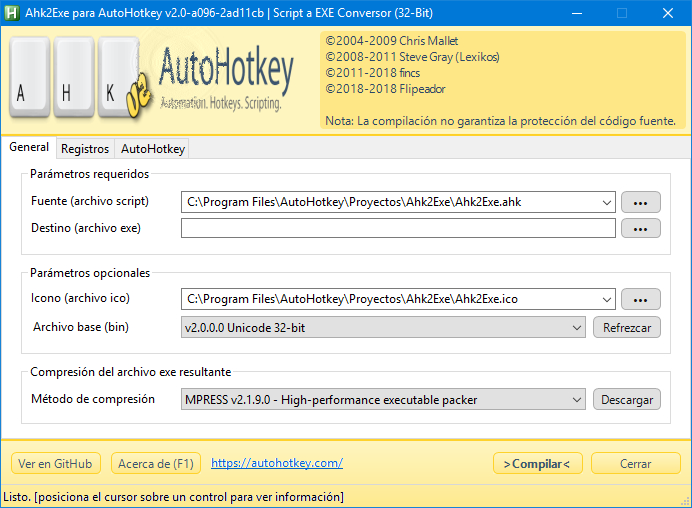 Ahk2Exe para AutoHotkey v2.0-a096-2ad11cb | Script a EXE Conversor (32-Bit)
A H K 2E
AutoHotkey
Automation. Hotkeys. Scripting.
©2004-2009 Chris Mallet
©2008-2011 Steve Gray (Lexikos)
©2011-2018 fincs
©2018-2018 Flipeador
Nota: La compilación no garantiza la protección del código fuente.
General Registros AutoHotkey
Parámetros requeridos
Fuente (archivo script) C:\Program Files\AutoHotkey\Proyectos\Ahk2Exe\Ahk2Exe.ahk ...
Destino (archivo exe) ...
Parámetros opcionales
Icono (archivo ico) C:\Program Files\AutoHotkey\Proyectos\Ahk2Exe\Ahk2Exe.ico ...
Archivo base (bin) v2.0.0.0 Unicode 32-bit Refrezcar
Compresión del archivo exe resultante
Método de compresión MPRESS v2.1.9.0 - High-performance executable packer Descargar
Ver en GitHub Acerca de (F1) https://autohotkey.com/ >Compilar< Cerrar
Listo. [posiciona el cursor sobre un control para ver información]